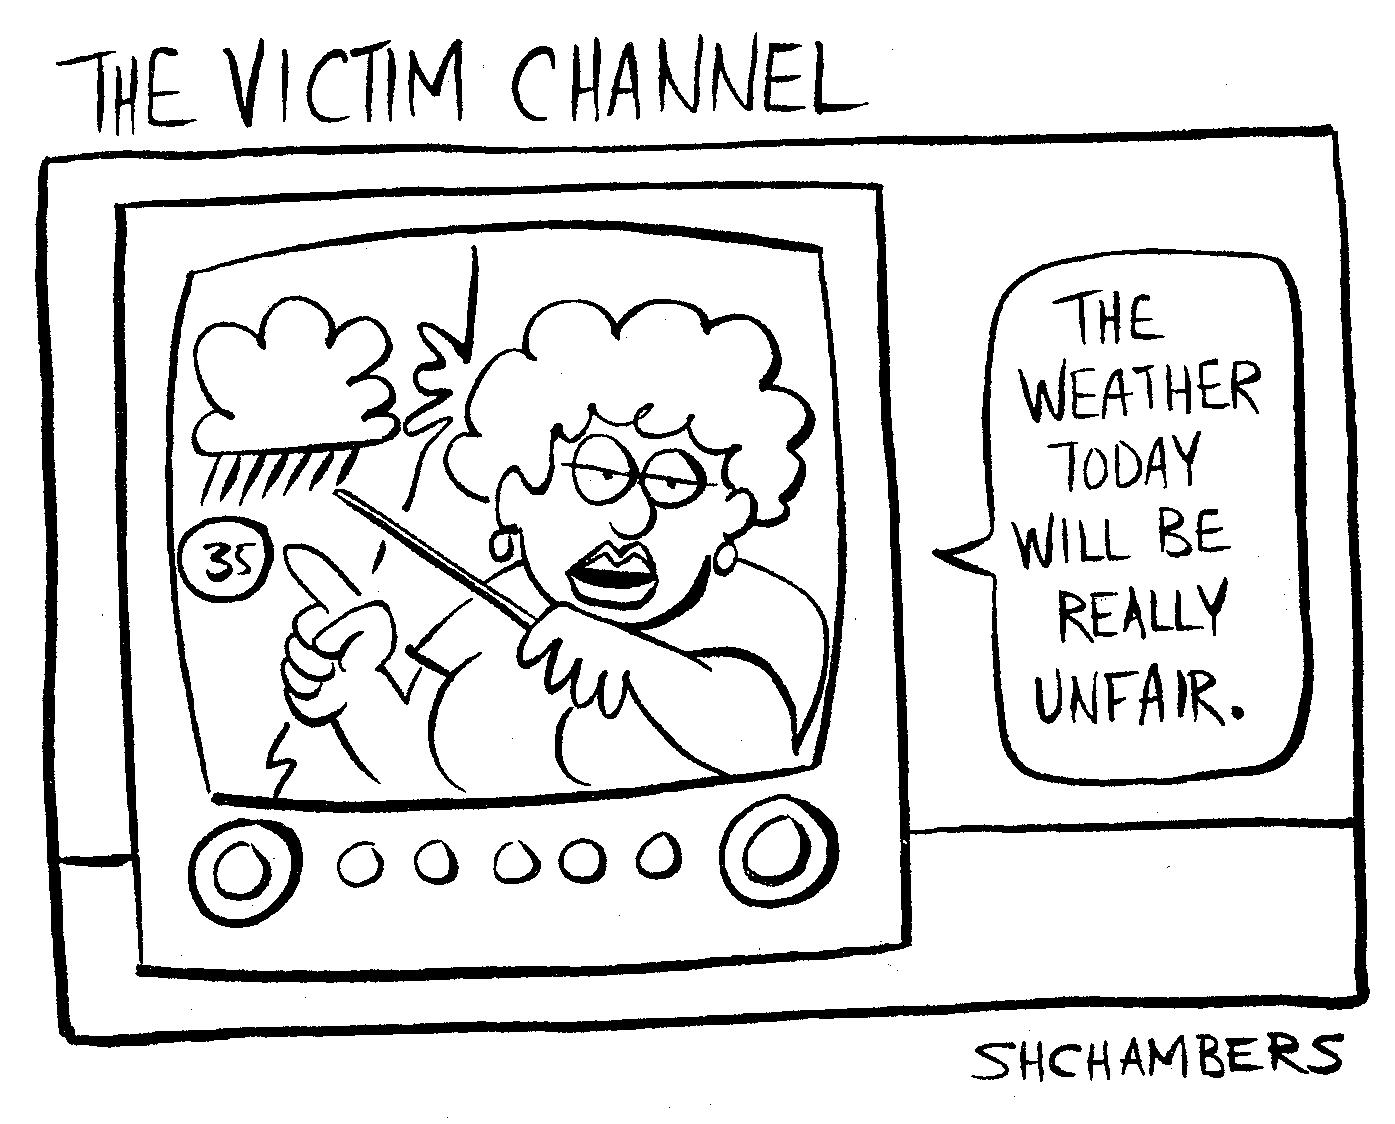 THE VICTIM CHANNEL
35
THE
WEATHER
TODAY
WILL BE
REALLY
UNFAIR.
SHCHAMBERS